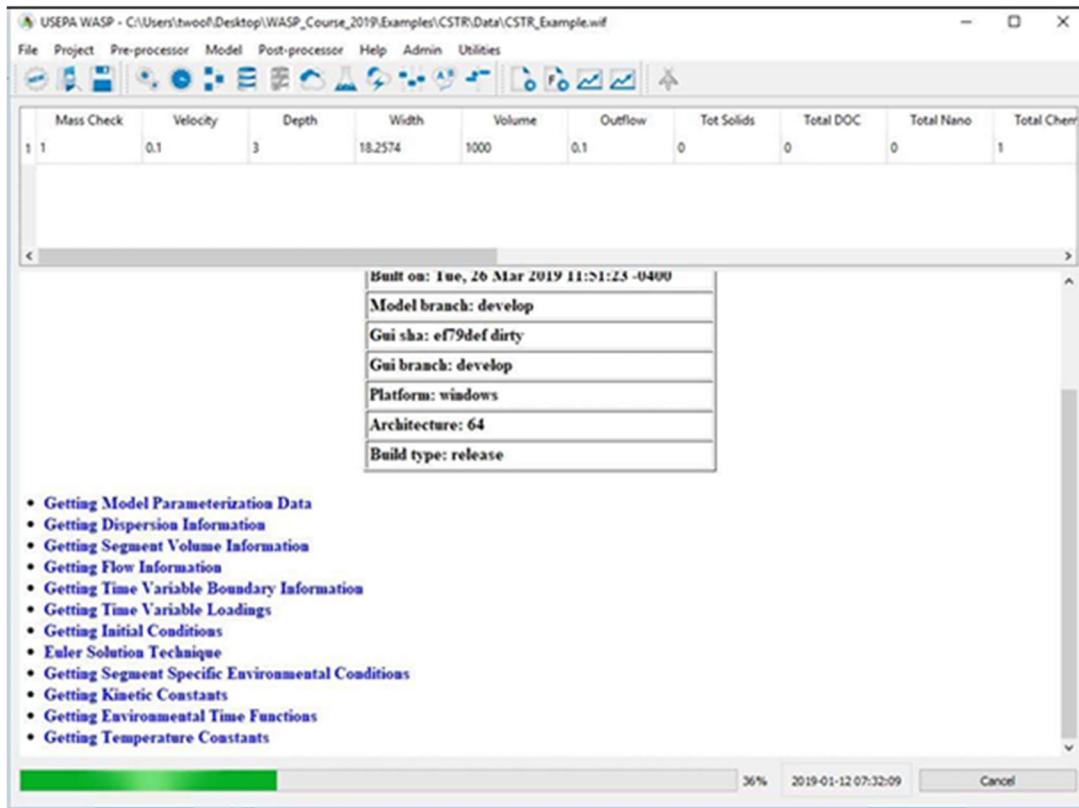 USEPA WASP - C:\Users\twool\Desktop\WASP_Course_2019\Examples\CSTR\Data\CSTR_Example.wif
File Project Pre-processor Model Post-processor Help Admin Utilities
Mass Check Velocity Depth Width Volume Outflow Tot Solids Total DOC Total Nano Total Chem
1 1 0.1 3 18.2574 1000 0.1 0 0 0 1
Built on: Tue, 26 Mar 2019 11:51:23 -0400
Model branch: develop
Gui sha: ef79def dirty
Gui branch: develop
Platform: windows
Architecture: 64
Build type: release
• Getting Model Parameterization Data
• Getting Dispersion Information
• Getting Segment Volume Information
• Getting Flow Information
• Getting Time Variable Boundary Information
• Getting Time Variable Loadings
• Getting Initial Conditions
• Euler Solution Technique
• Getting Segment Specific Environmental Conditions
• Getting Kinetic Constants
• Getting Environmental Time Functions
• Getting Temperature Constants
36% 2019-01-12 07:32:09 Cancel